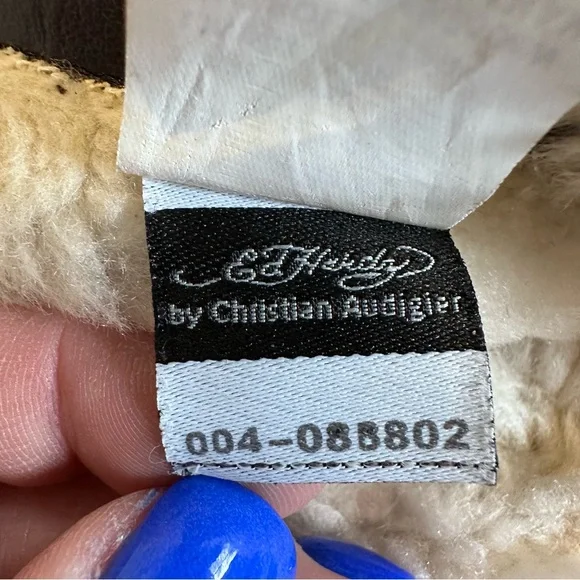 Ed Hardy
by Christian Audigier
004-088802